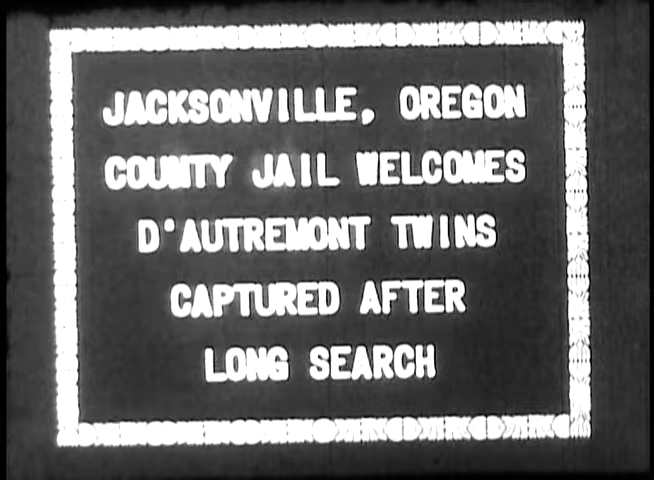 JACKSONVILLE, OREGON
COUNTY JAIL WELCOMES
D'AUTREMONT TWINS
CAPTURED AFTER
LONG SEARCH